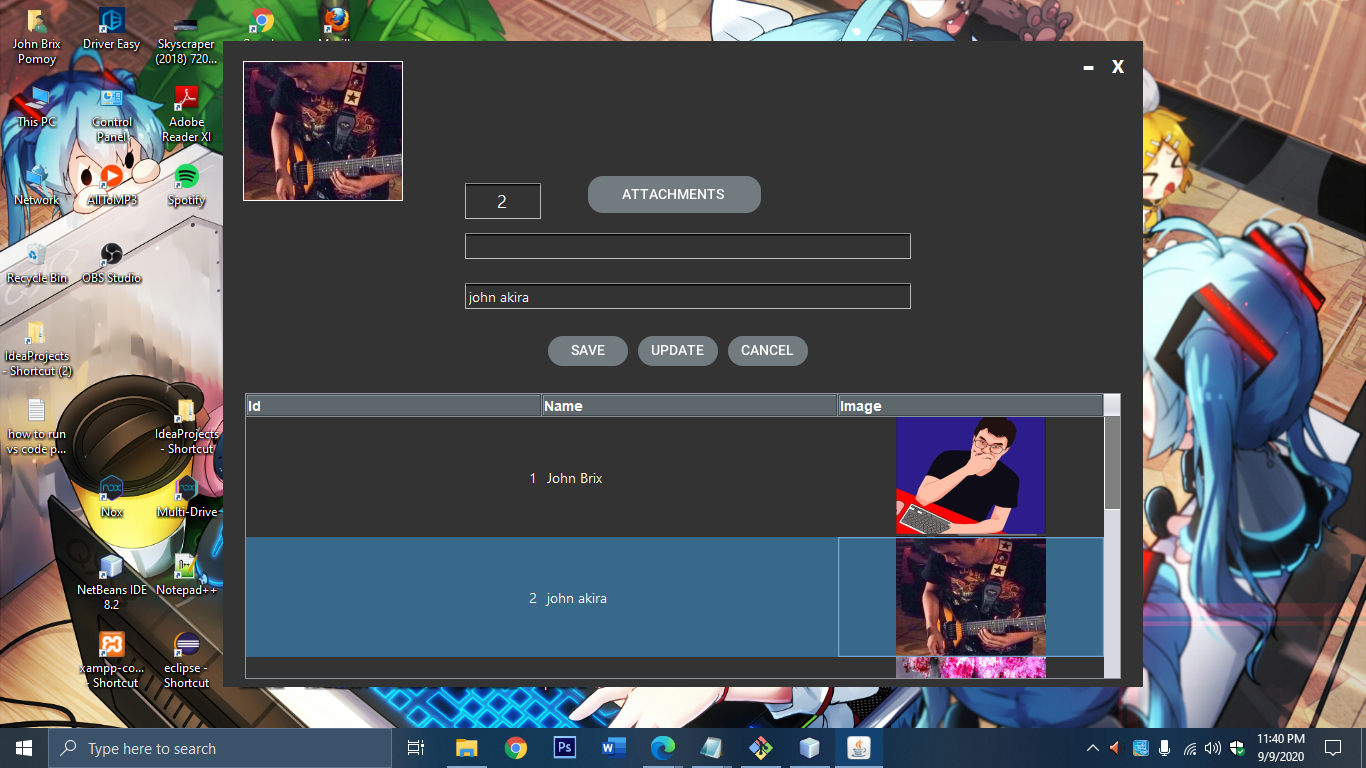 John Brix
Pomoy
Driver Easy
Skyscraper
(2018) 720...
This PC
Control
Panel
Adobe
Reader XI
Network
AllToMP3
Spotify
Recycle Bin
OBS Studio
IdeaProjects
- Shortcut (2)
how to run
vs code p...
IdeaProjects
- Shortcut
Nox
Multi-Drive
NetBeans IDE
8.2
Notepad++
xampp-co...
- Shortcut
eclipse -
Shortcut
- X
2
ATTACHMENTS
john akira
SAVE
UPDATE
CANCEL
Id
Name
Image
1
John Brix
2
john akira
Type here to search
Ps
11:40 PM
9/9/2020